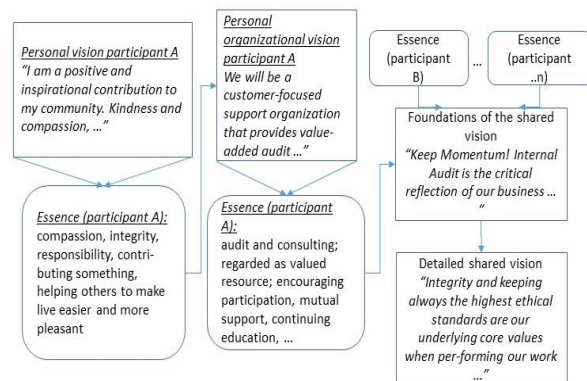 Personal vision participant A
“I am a positive and
inspirational contribution to
my community. Kindness and
compassion, …”
Essence (participant A):
compassion, integrity,
responsibility, contri-
buting something,
helping others to make
live easier and more
pleasant
Personal
organizational vision
participant A
We will be a
customer-focused
support organization
that provides value-
added audit …”
Essence (participant
A):
audit and consulting;
regarded as valued
resource; encouraging
participation, mutual
support, continuing
education, …
Essence
(participant
B)
…
Essence
(participant
..n)
Foundations of the shared
vision
“Keep Momentum! Internal
Audit is the critical
reflection of our business …
“
Detailed shared vision
“Integrity and keeping
always the highest ethical
standards are our
underlying core values
when per-forming our work
…”